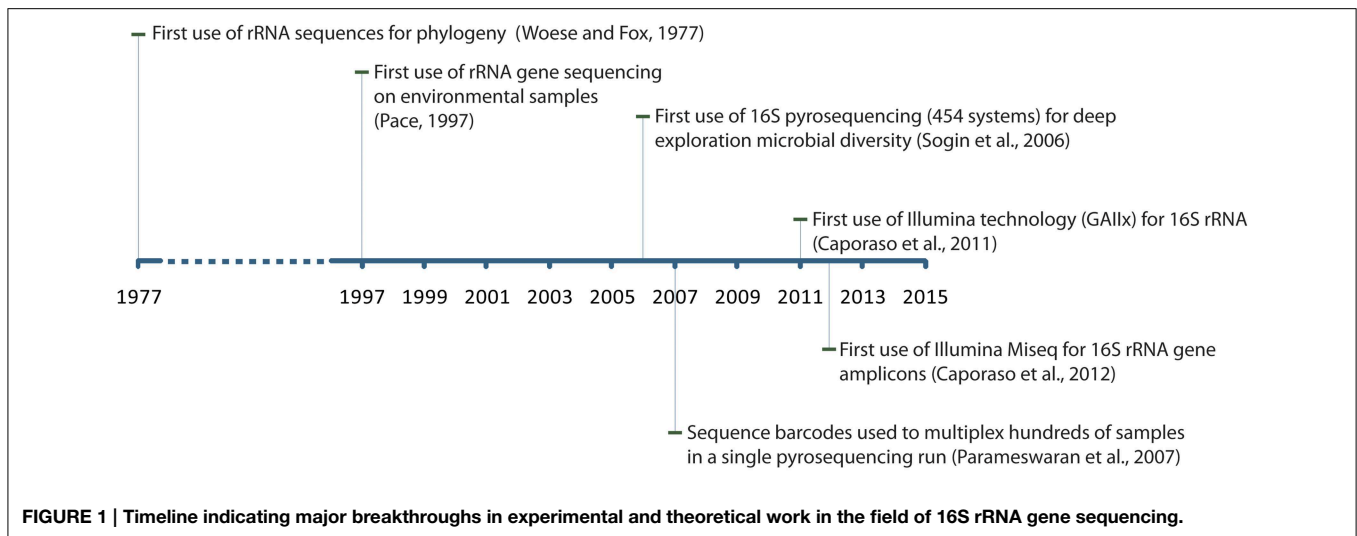 First use of rRNA sequences for phylogeny (Woese and Fox, 1977)
First use of rRNA gene sequencing
on environmental samples
(Pace, 1997)
First use of 16S pyrosequencing (454 systems) for deep
exploration microbial diversity (Sogin et al., 2006)
First use of Illumina technology (GAIIx) for 16S rRNA
(Caporaso et al., 2011)
1977 1997 1999 2001 2003 2005 2007 2009 2011 2013 2015
First use of Illumina Miseq for 16S rRNA gene
amplicons (Caporaso et al., 2012)
Sequence barcodes used to multiplex hundreds of samples
in a single pyrosequencing run (Parameswaran et al., 2007)
FIGURE 1 | Timeline indicating major breakthroughs in experimental and theoretical work in the field of 16S rRNA gene sequencing.